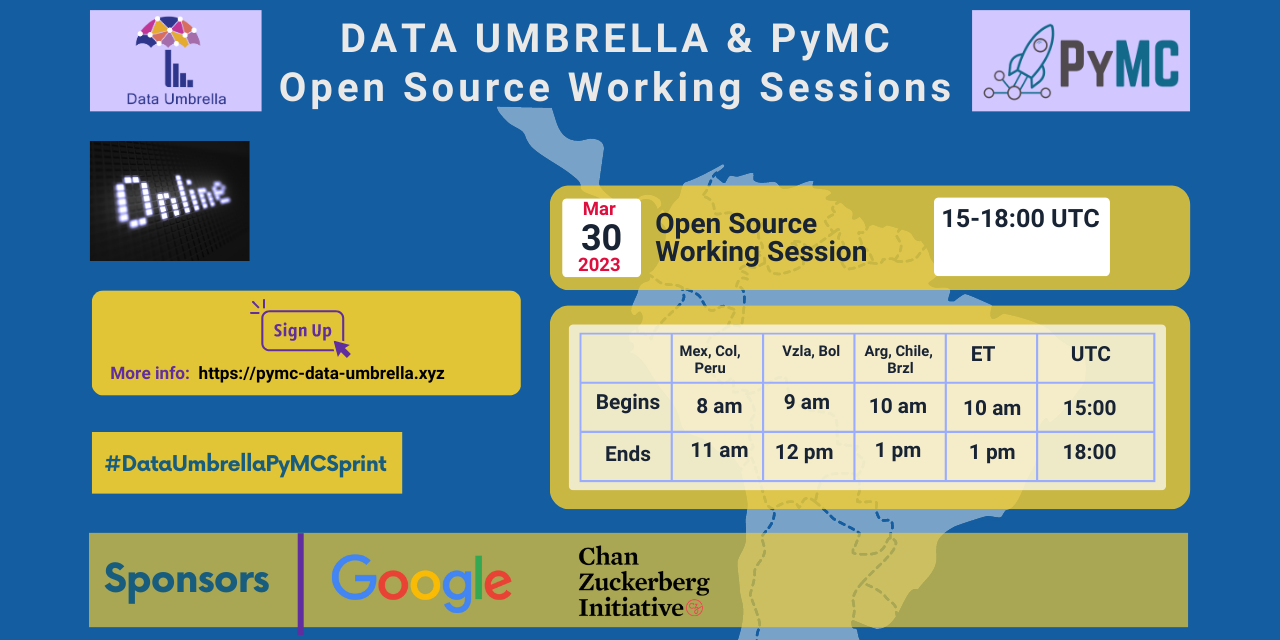 DATA UMBRELLA & PyMC
Open Source Working Sessions
Data Umbrella
PyMC
Online
Mar
30
2023
Open Source
Working Session
15-18:00 UTC
Sign Up
More info: https://pymc-data-umbrella.xyz
#DataUmbrellaPyMCSprint
Mex, Col,
Peru
Vzla, Bol
Arg, Chile,
Brzl
ET
UTC
Begins 8 am 9 am 10 am 10 am 15:00
Ends 11 am 12 pm 1 pm 1 pm 18:00
Sponsors
Google
Chan
Zuckerberg
Initiative